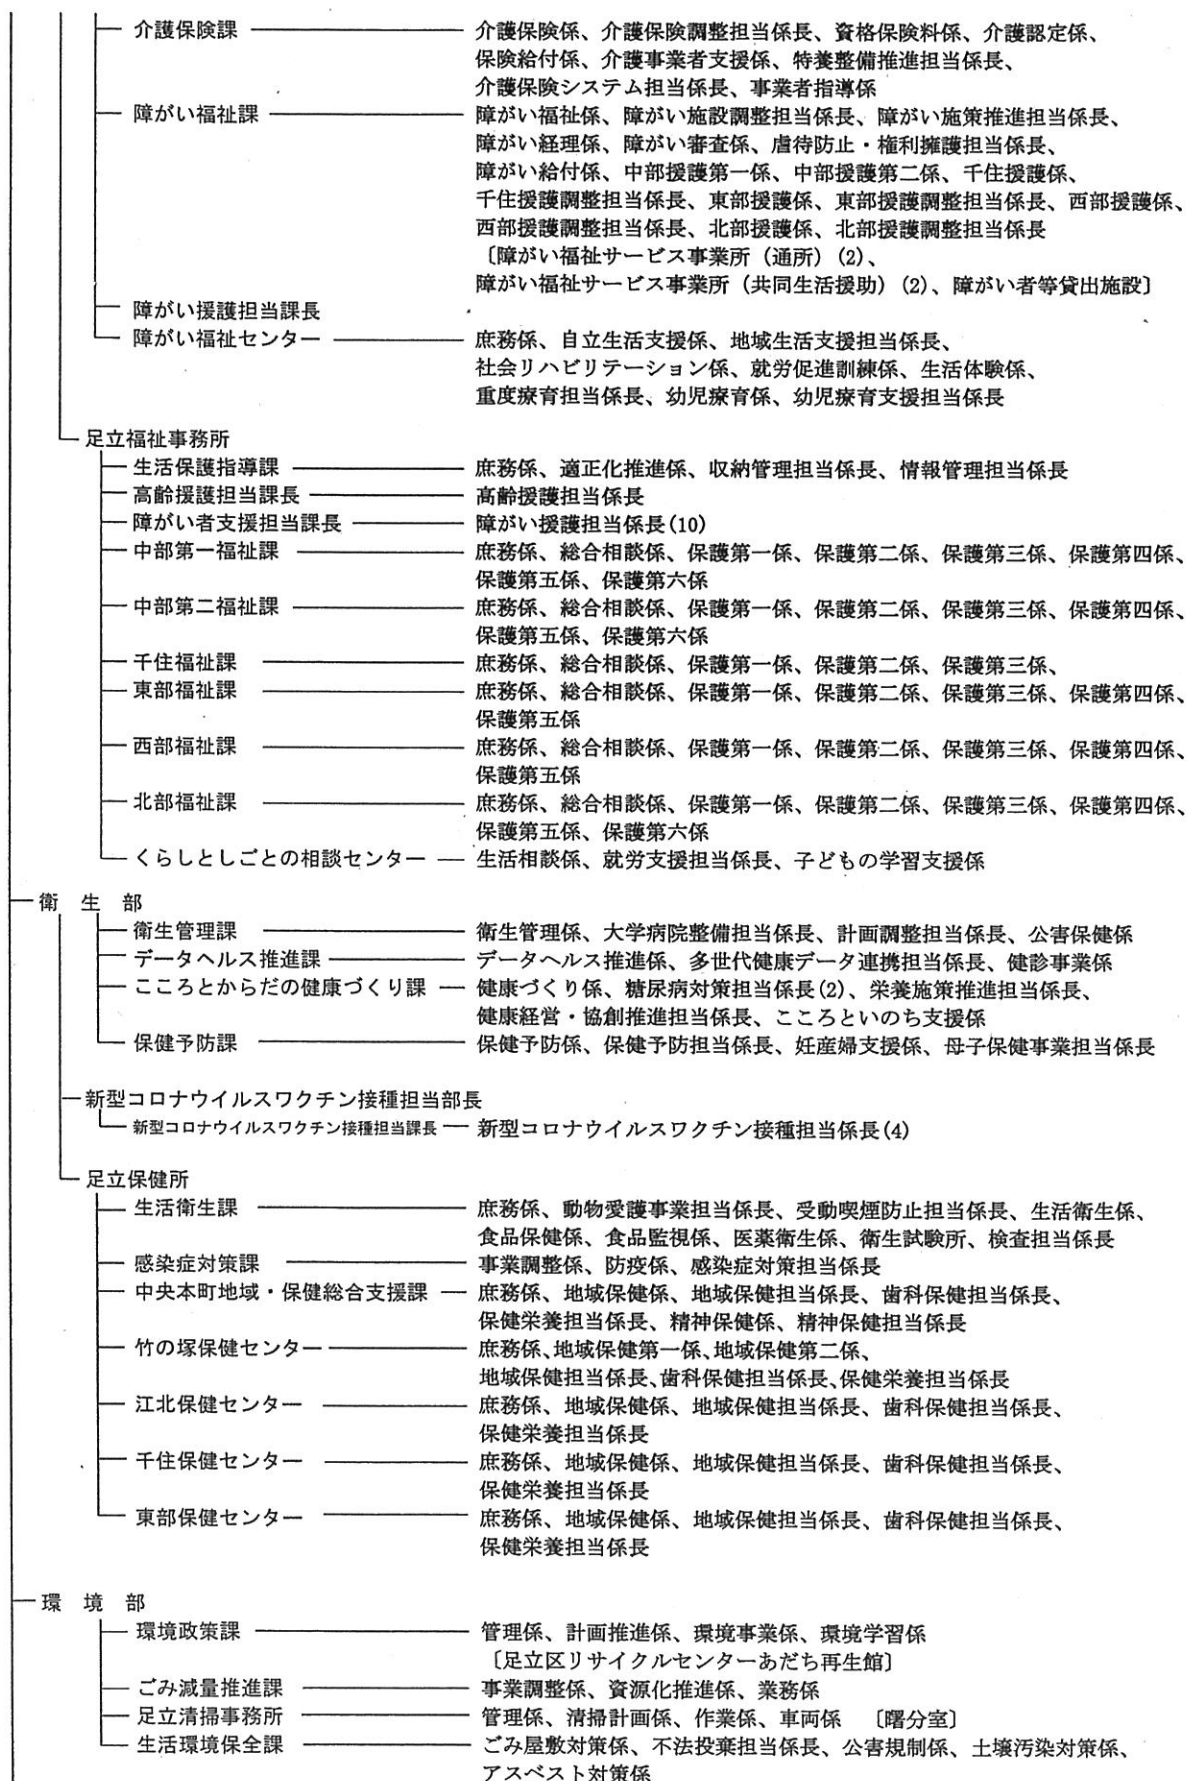 介護保険課 介護保険係、介護保険調整担当係長、資格保険料係、介護認定係、
保険給付係、介護事業者支援係、特養整備推進担当係長、
介護保険システム担当係長、事業者指導係
障がい福祉課 障がい福祉係、障がい施設調整担当係長、障がい施策推進担当係長、
障がい経理係、障がい審査係、虐待防止・権利擁護担当係長、
障がい給付係、中部援護第一係、中部援護第二係、千住援護係、
千住援護調整担当係長、東部援護係、東部援護調整担当係長、西部援護係、
西部援護調整担当係長、北部援護係、北部援護調整担当係長
〔障がい福祉サービス事業所（通所）(2)、
障がい福祉サービス事業所（共同生活援助）(2)、障がい者等貸出施設〕
障がい援護担当課長
障がい福祉センター 庶務係、自立生活支援係、地域生活支援担当係長、
社会リハビリテーション係、就労促進訓練係、生活体験係、
重度療育担当係長、幼児療育係、幼児療育支援担当係長
足立福祉事務所
生活保護指導課 庶務係、適正化推進係、収納管理担当係長、情報管理担当係長
高齢援護担当課長 高齢援護担当係長
障がい者支援担当課長 障がい援護担当係長(10)
中部第一福祉課 庶務係、総合相談係、保護第一係、保護第二係、保護第三係、保護第四係、
保護第五係、保護第六係
中部第二福祉課 庶務係、総合相談係、保護第一係、保護第二係、保護第三係、保護第四係、
保護第五係、保護第六係
千住福祉課 庶務係、総合相談係、保護第一係、保護第二係、保護第三係、
東部福祉課 庶務係、総合相談係、保護第一係、保護第二係、保護第三係、保護第四係、
保護第五係
西部福祉課 庶務係、総合相談係、保護第一係、保護第二係、保護第三係、保護第四係、
保護第五係
北部福祉課 庶務係、総合相談係、保護第一係、保護第二係、保護第三係、保護第四係、
保護第五係、保護第六係
くらしとしごとの相談センター 生活相談係、就労支援担当係長、子どもの学習支援係
衛 生 部
衛生管理課 衛生管理係、大学病院整備担当係長、計画調整担当係長、公害保健係
データヘルス推進課 データヘルス推進係、多世代健康データ連携担当係長、健診事業係
こころとからだの健康づくり課 健康づくり係、糖尿病対策担当係長(2)、栄養施策推進担当係長、
健康経営・協創推進担当係長、こころといのち支援係
保健予防課 保健予防係、保健予防担当係長、妊産婦支援係、母子保健事業担当係長
新型コロナウイルスワクチン接種担当部長
新型コロナウイルスワクチン接種担当課長 新型コロナウイルスワクチン接種担当係長(4)
足立保健所
生活衛生課 庶務係、動物愛護事業担当係長、受動喫煙防止担当係長、生活衛生係、
食品保健係、食品監視係、医薬衛生係、衛生試験所、検査担当係長
感染症対策課 事業調整係、防疫係、感染症対策担当係長
中央本町地域・保健総合支援課 庶務係、地域保健係、地域保健担当係長、歯科保健担当係長、
保健栄養担当係長、精神保健係、精神保健担当係長
竹の塚保健センター 庶務係、地域保健第一係、地域保健第二係、
地域保健担当係長、歯科保健担当係長、保健栄養担当係長
江北保健センター 庶務係、地域保健係、地域保健担当係長、歯科保健担当係長、
保健栄養担当係長
千住保健センター 庶務係、地域保健係、地域保健担当係長、歯科保健担当係長、
保健栄養担当係長
東部保健センター 庶務係、地域保健係、地域保健担当係長、歯科保健担当係長、
保健栄養担当係長
環 境 部
環境政策課 管理係、計画推進係、環境事業係、環境学習係
〔足立区リサイクルセンターあだち再生館〕
ごみ減量推進課 事業調整係、資源化推進係、業務係
足立清掃事務所 管理係、清掃計画係、作業係、車両係 〔曙分室〕
生活環境保全課 ごみ屋敷対策係、不法投棄担当係長、公害規制係、土壌汚染対策係、
アスベスト対策係